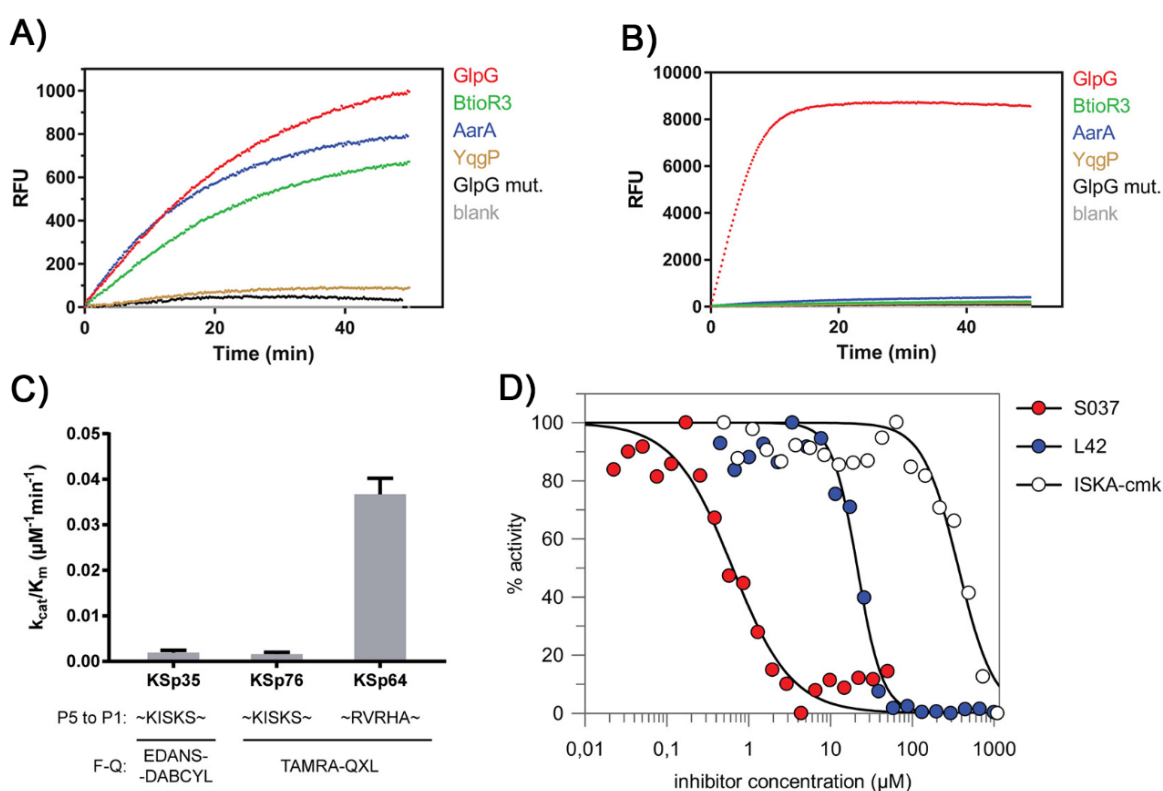 A)
1000
800
600
400
200
0
RFU
0 20 40
Time (min)
GlpG
BtioR3
AarA
YqgP
GlpG mut.
blank
B)
10000
8000
6000
4000
2000
0
RFU
0 20 40
Time (min)
GlpG
BtioR3
AarA
YqgP
GlpG mut.
blank
C)
0.05
0.04
0.03
0.02
0.01
0.00
kcat/Km (µM⁻¹min⁻¹)
KSp35 KSp76 KSp64
P5 to P1: ~KISKS~ ~KISKS~ ~RVRHA~
F-Q: EDANS-
-DABCYL
TAMRA-QXL
D)
100
80
60
40
20
0
% activity
0,01 0,1 1 10 100 1000
inhibitor concentration (µM)
S037
L42
ISKA-cmk